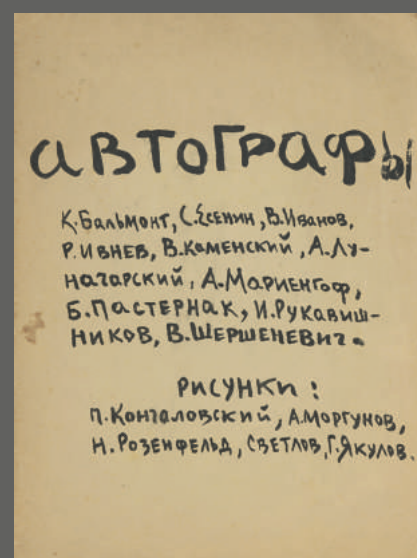 автографы
К. Бальмонт, С. Есенин, В. Иванов,
Р. Ивнев, В. Каменский, А. Лу-
начарский, А. Мариенгоф,
Б. Пастернак, И. Рукавиш-
ников, В. Шершеневич.
Рисунки:
П. Кончаловский, А. Моргунов,
Н. Розенфельд, Светлов, Г. Якулов.